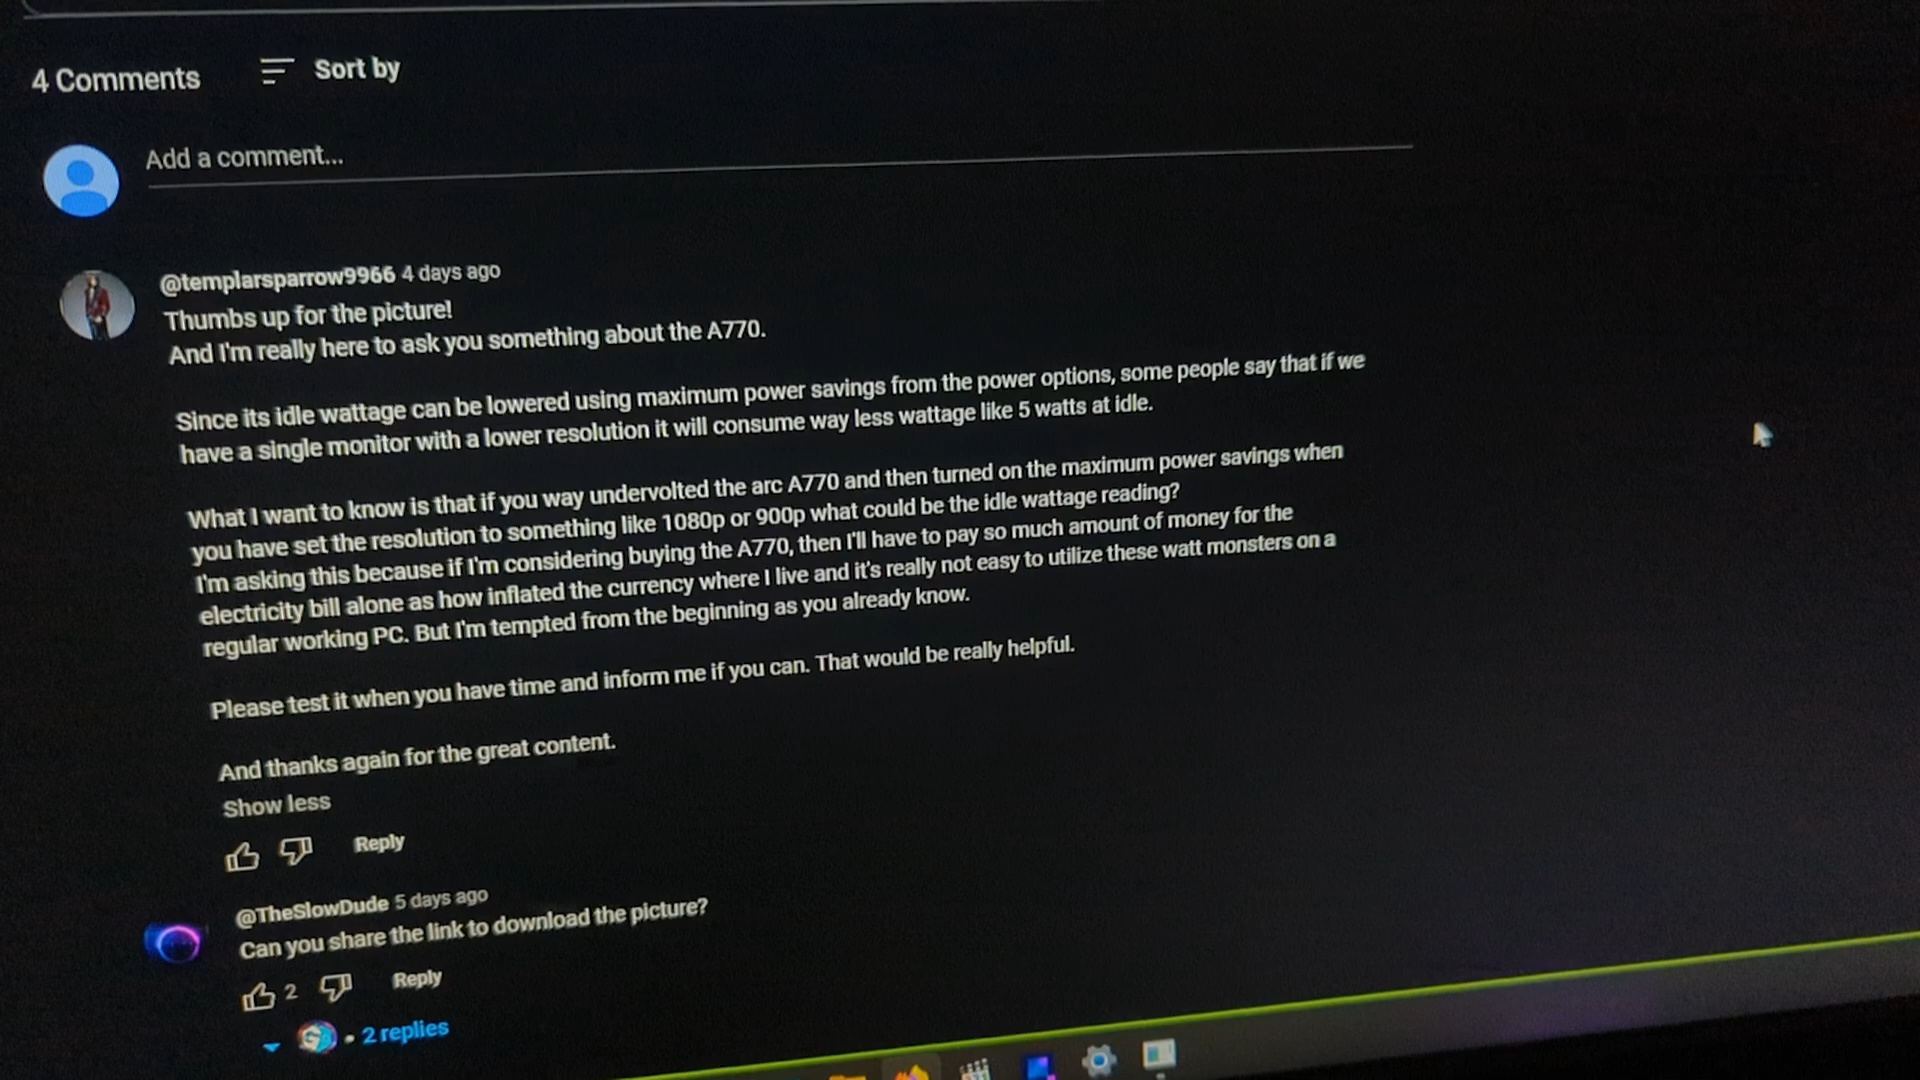 4 Comments
Sort by
Add a comment...
@templarsparrow9966 4 days ago
Thumbs up for the picture!
And I'm really here to ask you something about the A770.
Since its idle wattage can be lowered using maximum power savings from the power options, some people say that if we
have a single monitor with a lower resolution it will consume way less wattage like 5 watts at idle.
What I want to know is that if you way undervolted the arc A770 and then turned on the maximum power savings when
you have set the resolution to something like 1080p or 900p what could be the idle wattage reading?
I'm asking this because if I'm considering buying the A770, then I'll have to pay so much amount of money for the
electricity bill alone as how inflated the currency where I live and it's really not easy to utilize these watt monsters on a
regular working PC. But I'm tempted from the beginning as you already know.
Please test it when you have time and inform me if you can. That would be really helpful.
And thanks again for the great content.
Show less
Reply
@TheSlowDude 5 days ago
Can you share the link to download the picture?
2
Reply
• 2 replies